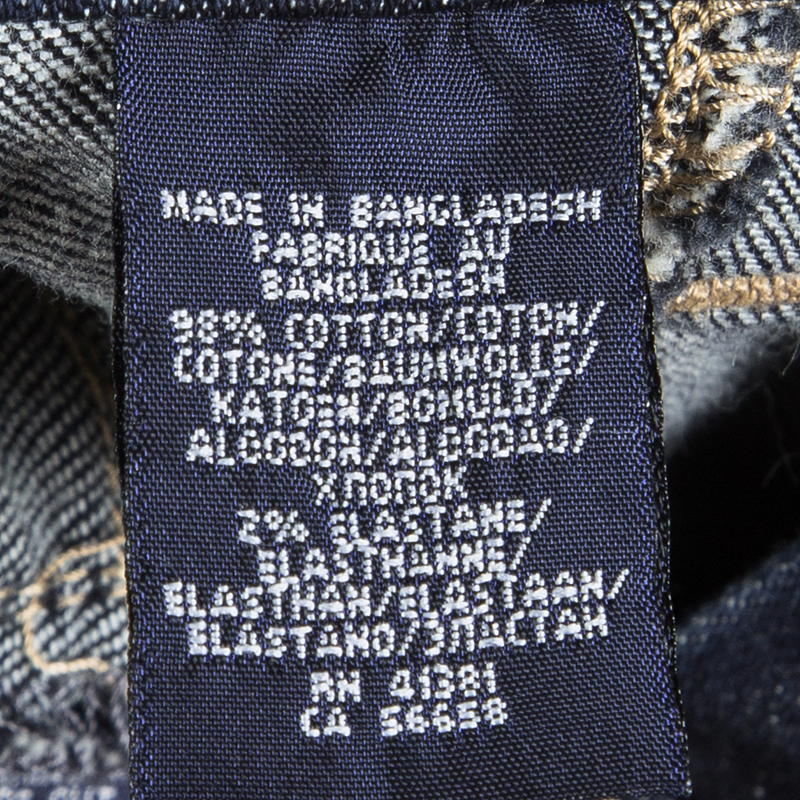 MADE IN BANGLADESH
FABRIQUE AU
BANGLADESH
98% COTTON/COTON/
COTONE/BAUMWOLLE/
KATOEN/BOMULD/
ALGODON/ALGODAO/
ХЛОПОК
2% ELASTANE/
ELASTHANNE/
ELASTHAN/ELASTAAN/
ELASTANO/ЭЛАСТАН
RN 41381
CA 56658